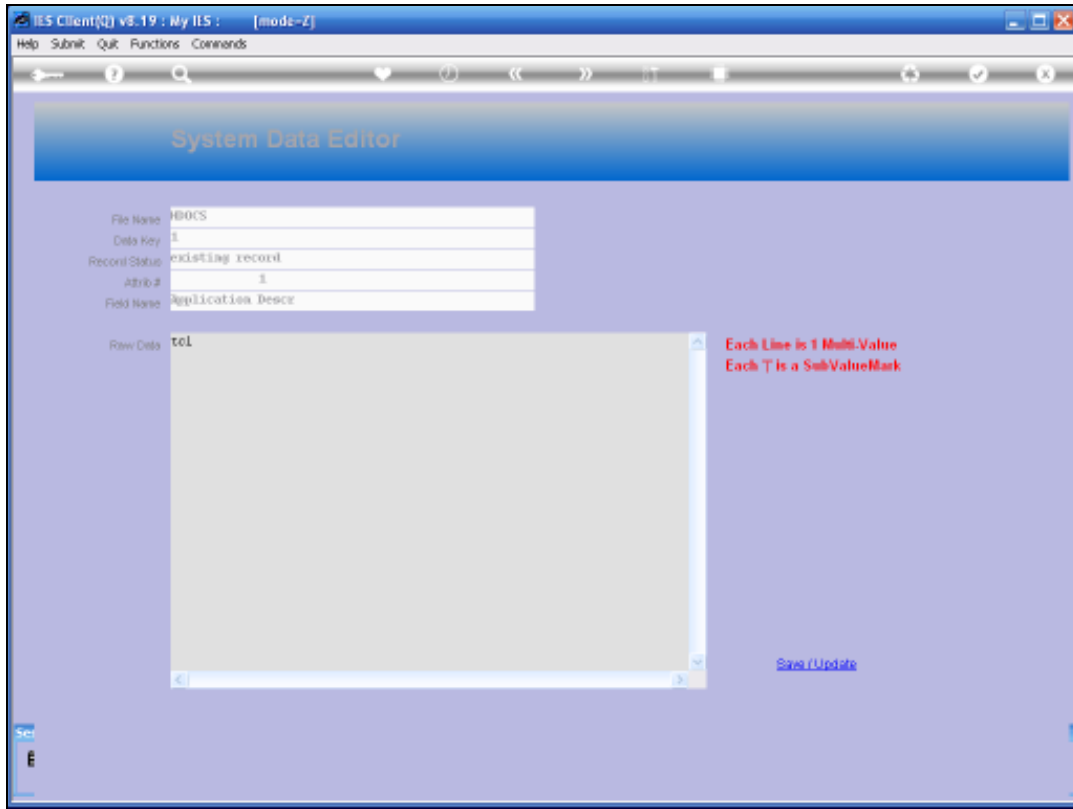 IES Client(Q) v8.19 : My IES : [mode-Z]
Help Submit Quit Functions Commands
System Data Editor
File Name HDOCS
Data Key 1
Record Status existing record
Attrib # 1
Field Name Application Descr
Raw Data tcl
Each Line is 1 Multi-Value
Each '|' is a SubValueMark
Save / Update